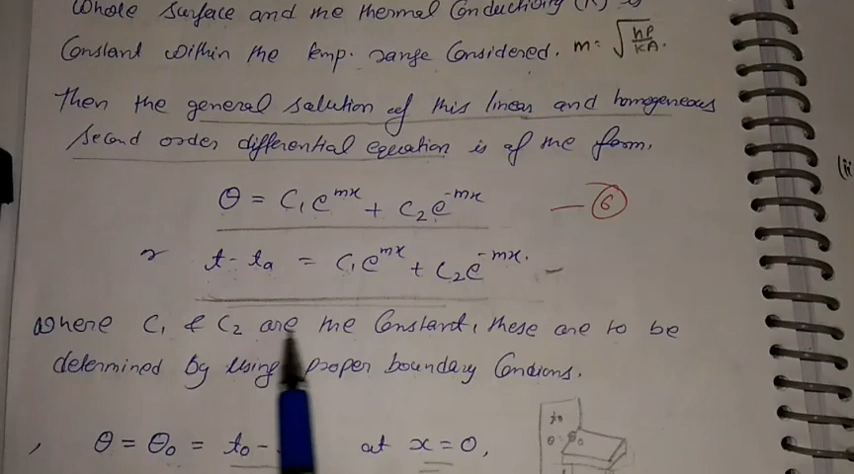 whole surface and the thermal Conductivity (K) is
Constant within the temp. range Considered. m = √hP/KA.
Then the general solution of this linear and homogeneous
second order differential equation is of the form,
θ = C₁e^mx + C₂e^-mx — ⑥
or t - ta = C₁e^mx + C₂e^-mx. -
where C₁ & C₂ are the Constant, these are to be
determined by using proper boundary Condions.
, θ = θ₀ = t₀ - at x = 0,
t₀
(ii